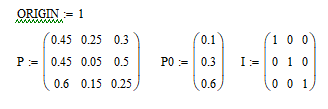 ORIGIN := 1
0.45 0.25 0.3 0.1 1 0 0
P := 0.45 0.05 0.5 P0 := 0.3 I := 0 1 0
0.6 0.15 0.25 0.6 0 0 1